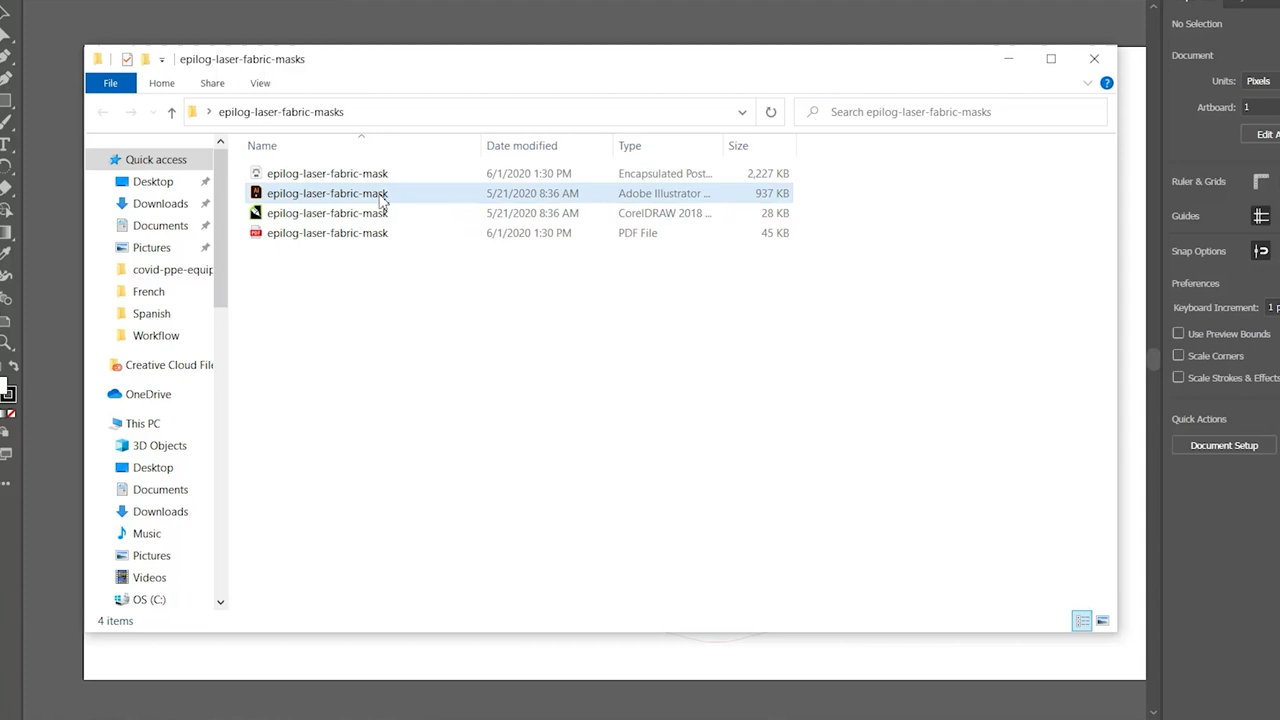 No Selection
epilog-laser-fabric-masks
Document
File Home Share View
Units: Pixels
Artboard: 1
epilog-laser-fabric-masks
Search epilog-laser-fabric-masks
Edit A
Name Date modified Type Size
Quick access
epilog-laser-fabric-mask 6/1/2020 1:30 PM Encapsulated Post... 2,227 KB
Desktop
epilog-laser-fabric-mask 5/21/2020 8:36 AM Adobe Illustrator ... 937 KB
Ruler & Grids
Downloads
epilog-laser-fabric-mask 5/21/2020 8:36 AM CorelDRAW 2018 ... 28 KB
Guides
Documents
epilog-laser-fabric-mask 6/1/2020 1:30 PM PDF File 45 KB
Pictures
Snap Options
covid-ppe-equip
French
Preferences
Spanish
Keyboard Increment: 1 p
Workflow
Use Preview Bounds
Scale Corners
Creative Cloud File
Scale Strokes & Effects
OneDrive
This PC
Quick Actions
3D Objects
Document Setup
Desktop
Documents
Downloads
Music
Pictures
Videos
OS (C:)
4 items